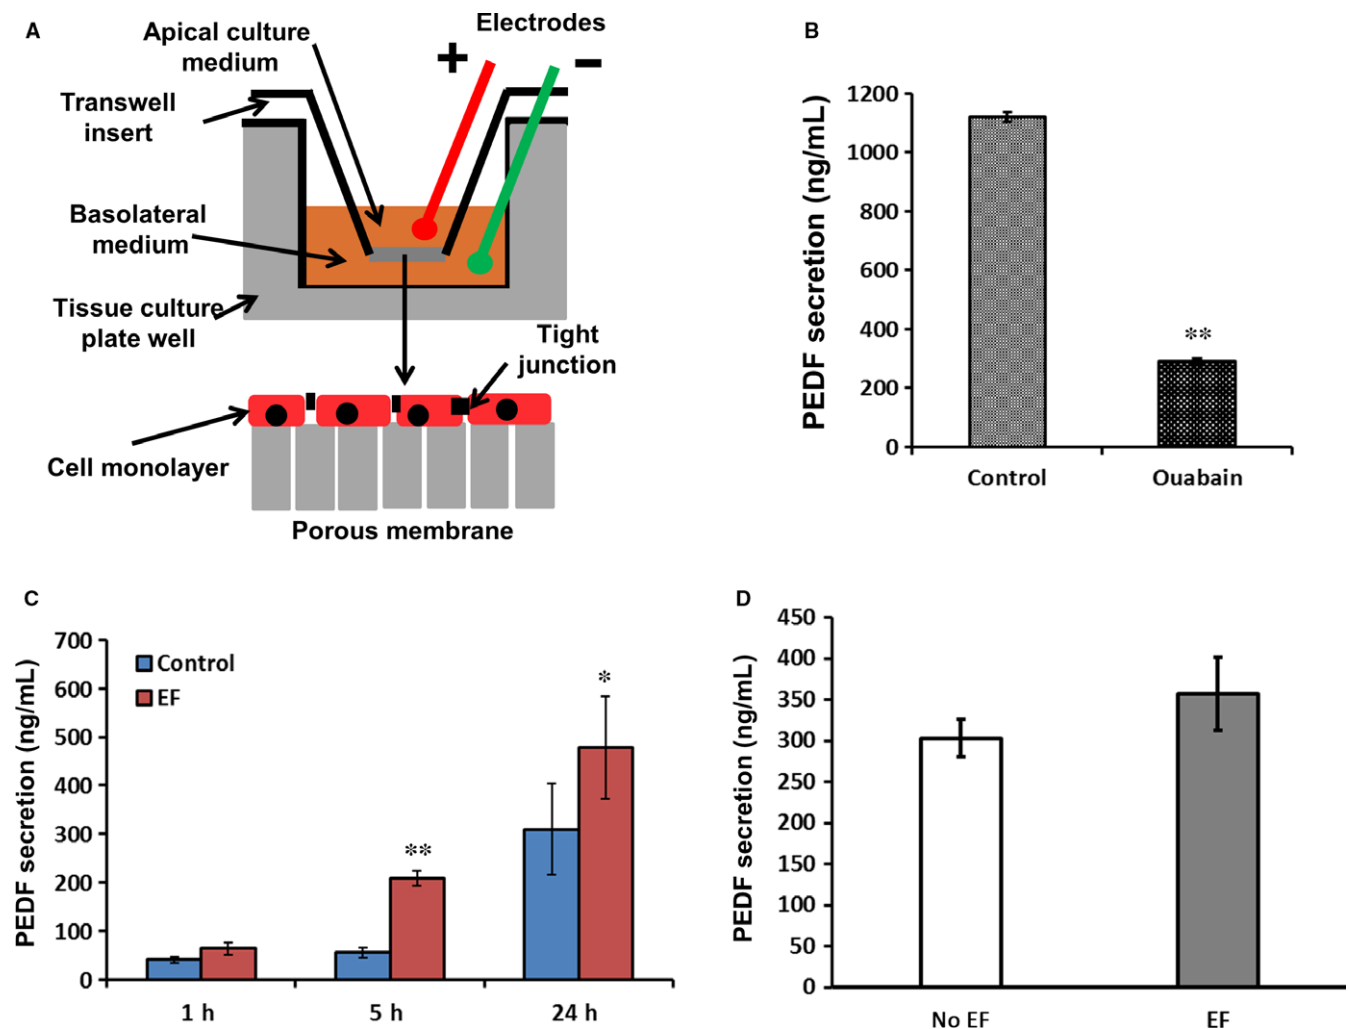 A
Apical culture
medium
Electrodes
+
–
Transwell
insert
Basolateral
medium
Tissue culture
plate well
Tight
junction
Cell monolayer
Porous membrane
B
PEDF secretion (ng/mL)
1200
1000
800
600
400
200
0
**
Control
Ouabain
C
PEDF secretion (ng/mL)
700
600
500
400
300
200
100
0
Control
EF
**
*
1 h
5 h
24 h
D
PEDF secretion (ng/mL)
450
400
350
300
250
200
150
100
50
0
No EF
EF